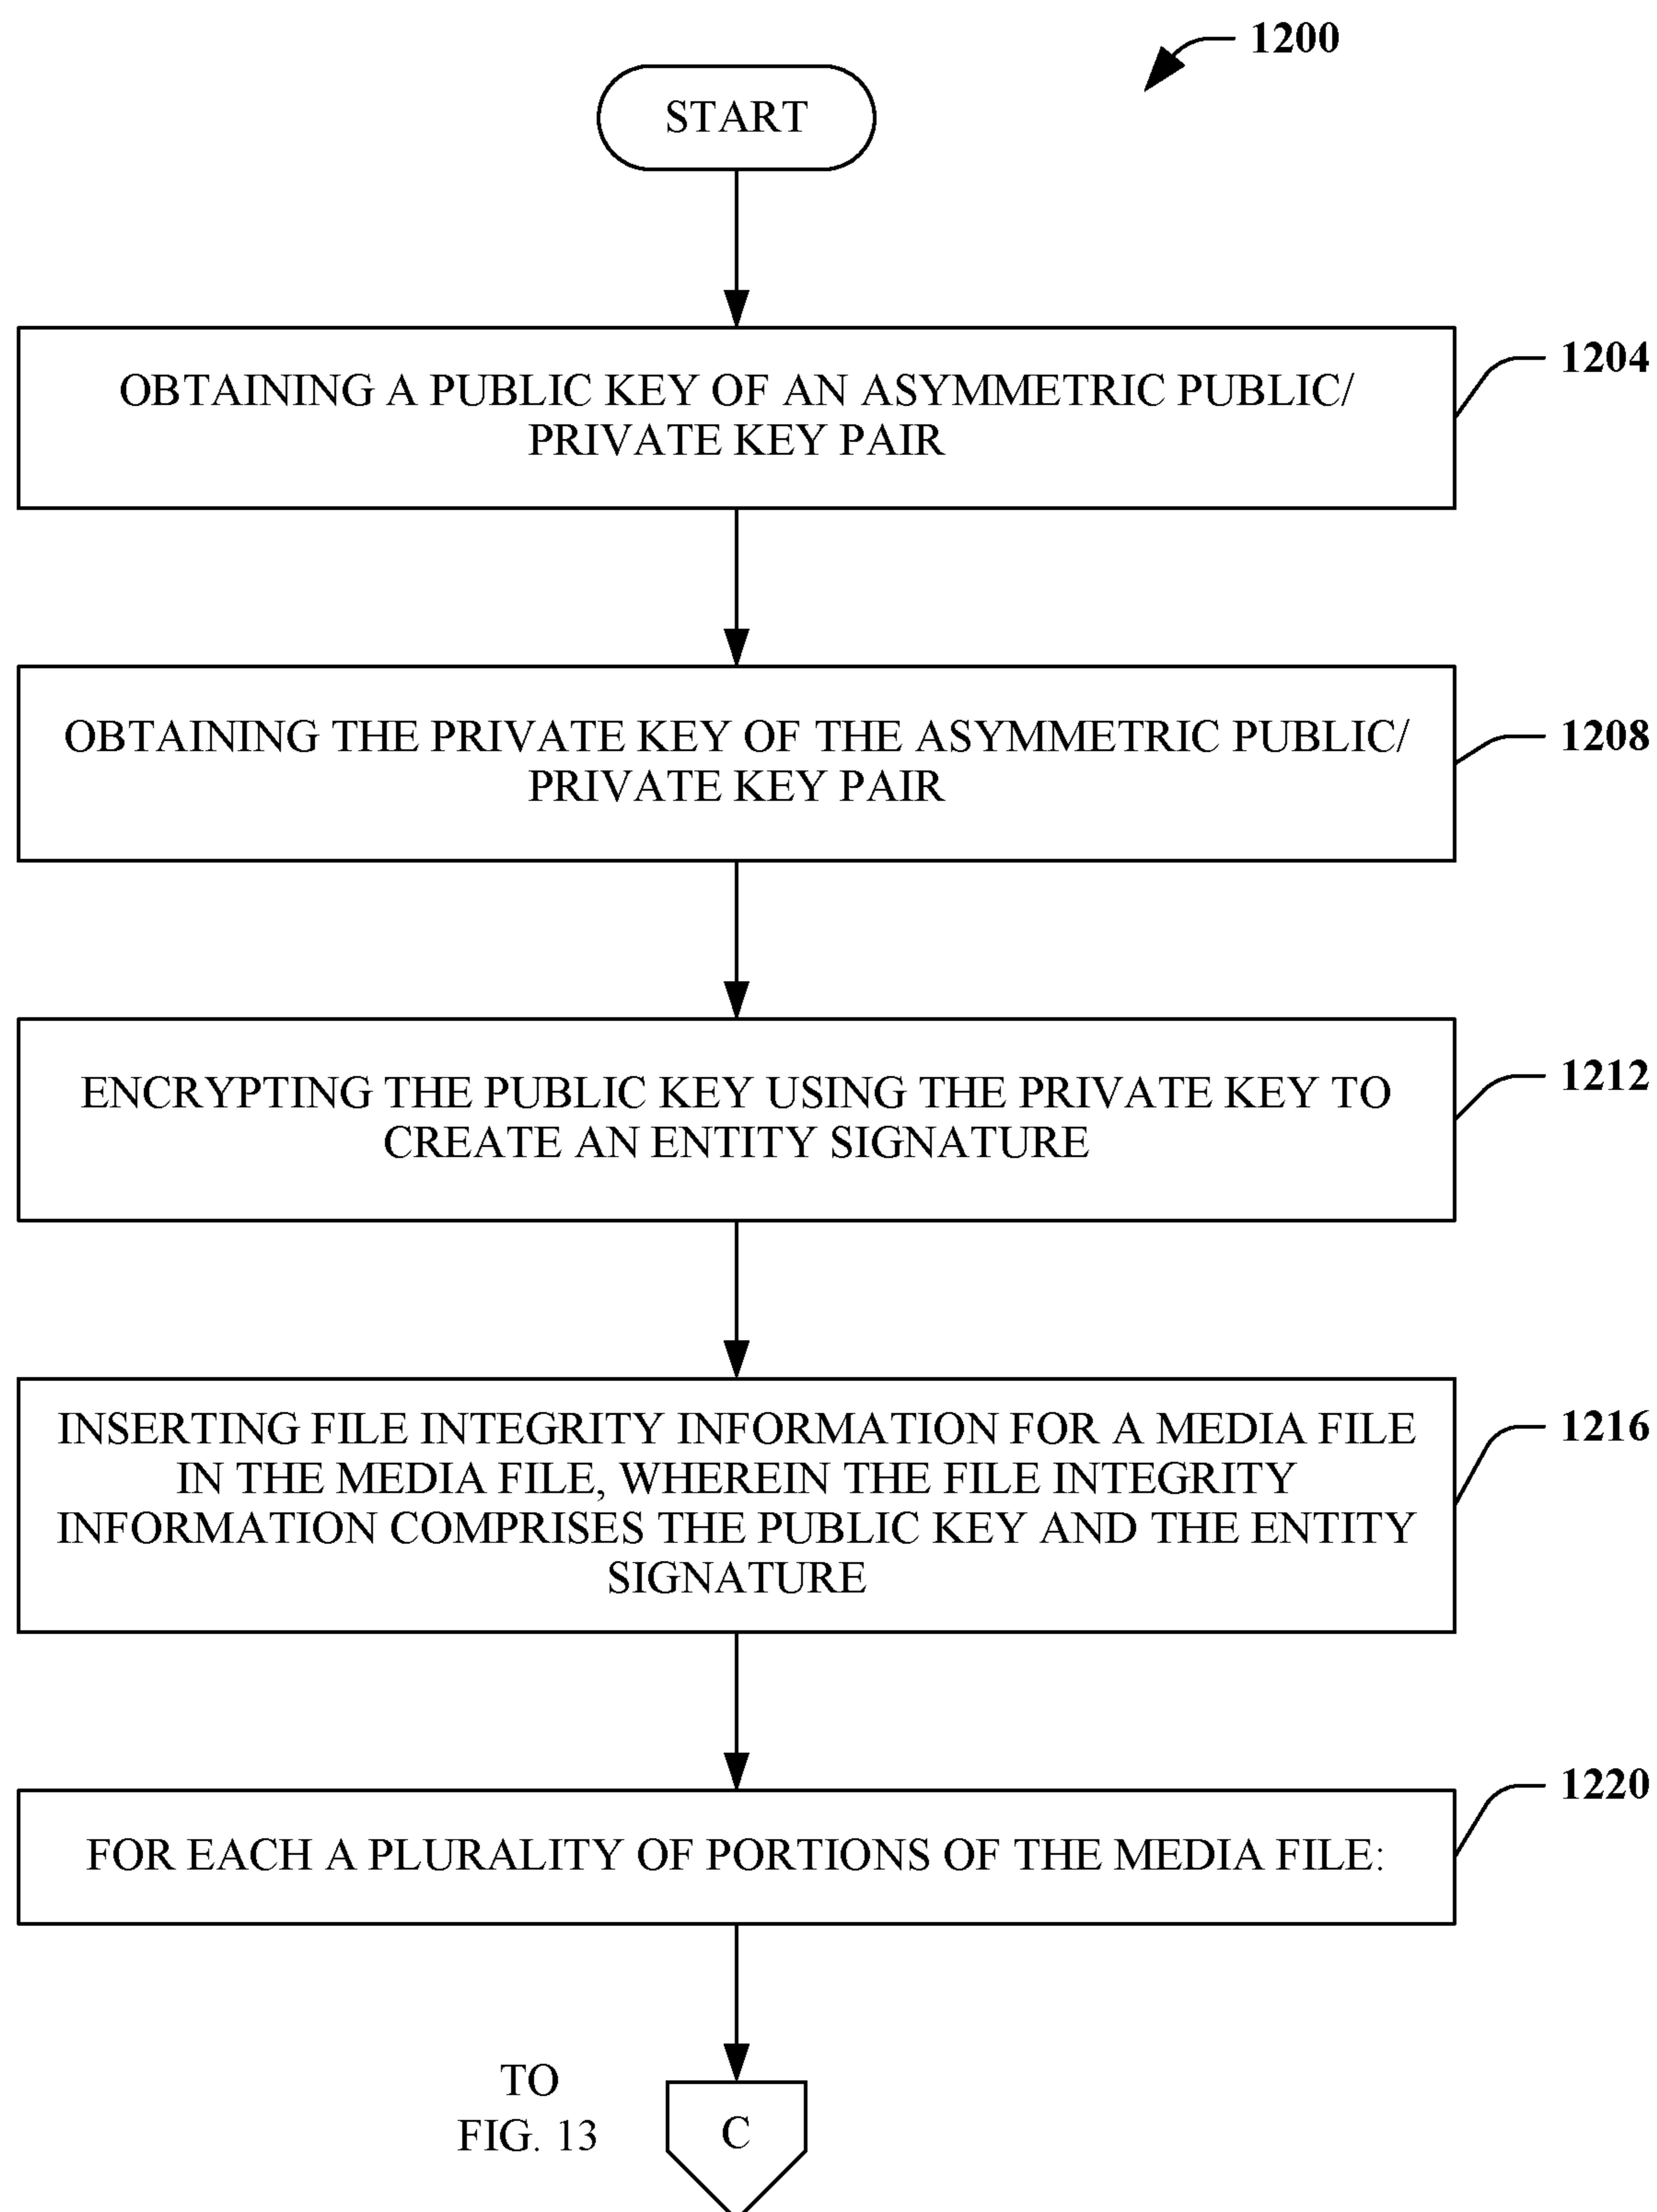 1200
START
1204
OBTAINING A PUBLIC KEY OF AN ASYMMETRIC PUBLIC/
PRIVATE KEY PAIR
1208
OBTAINING THE PRIVATE KEY OF THE ASYMMETRIC PUBLIC/
PRIVATE KEY PAIR
1212
ENCRYPTING THE PUBLIC KEY USING THE PRIVATE KEY TO
CREATE AN ENTITY SIGNATURE
1216
INSERTING FILE INTEGRITY INFORMATION FOR A MEDIA FILE
IN THE MEDIA FILE, WHEREIN THE FILE INTEGRITY
INFORMATION COMPRISES THE PUBLIC KEY AND THE ENTITY
SIGNATURE
1220
FOR EACH A PLURALITY OF PORTIONS OF THE MEDIA FILE:
TO
FIG. 13
C